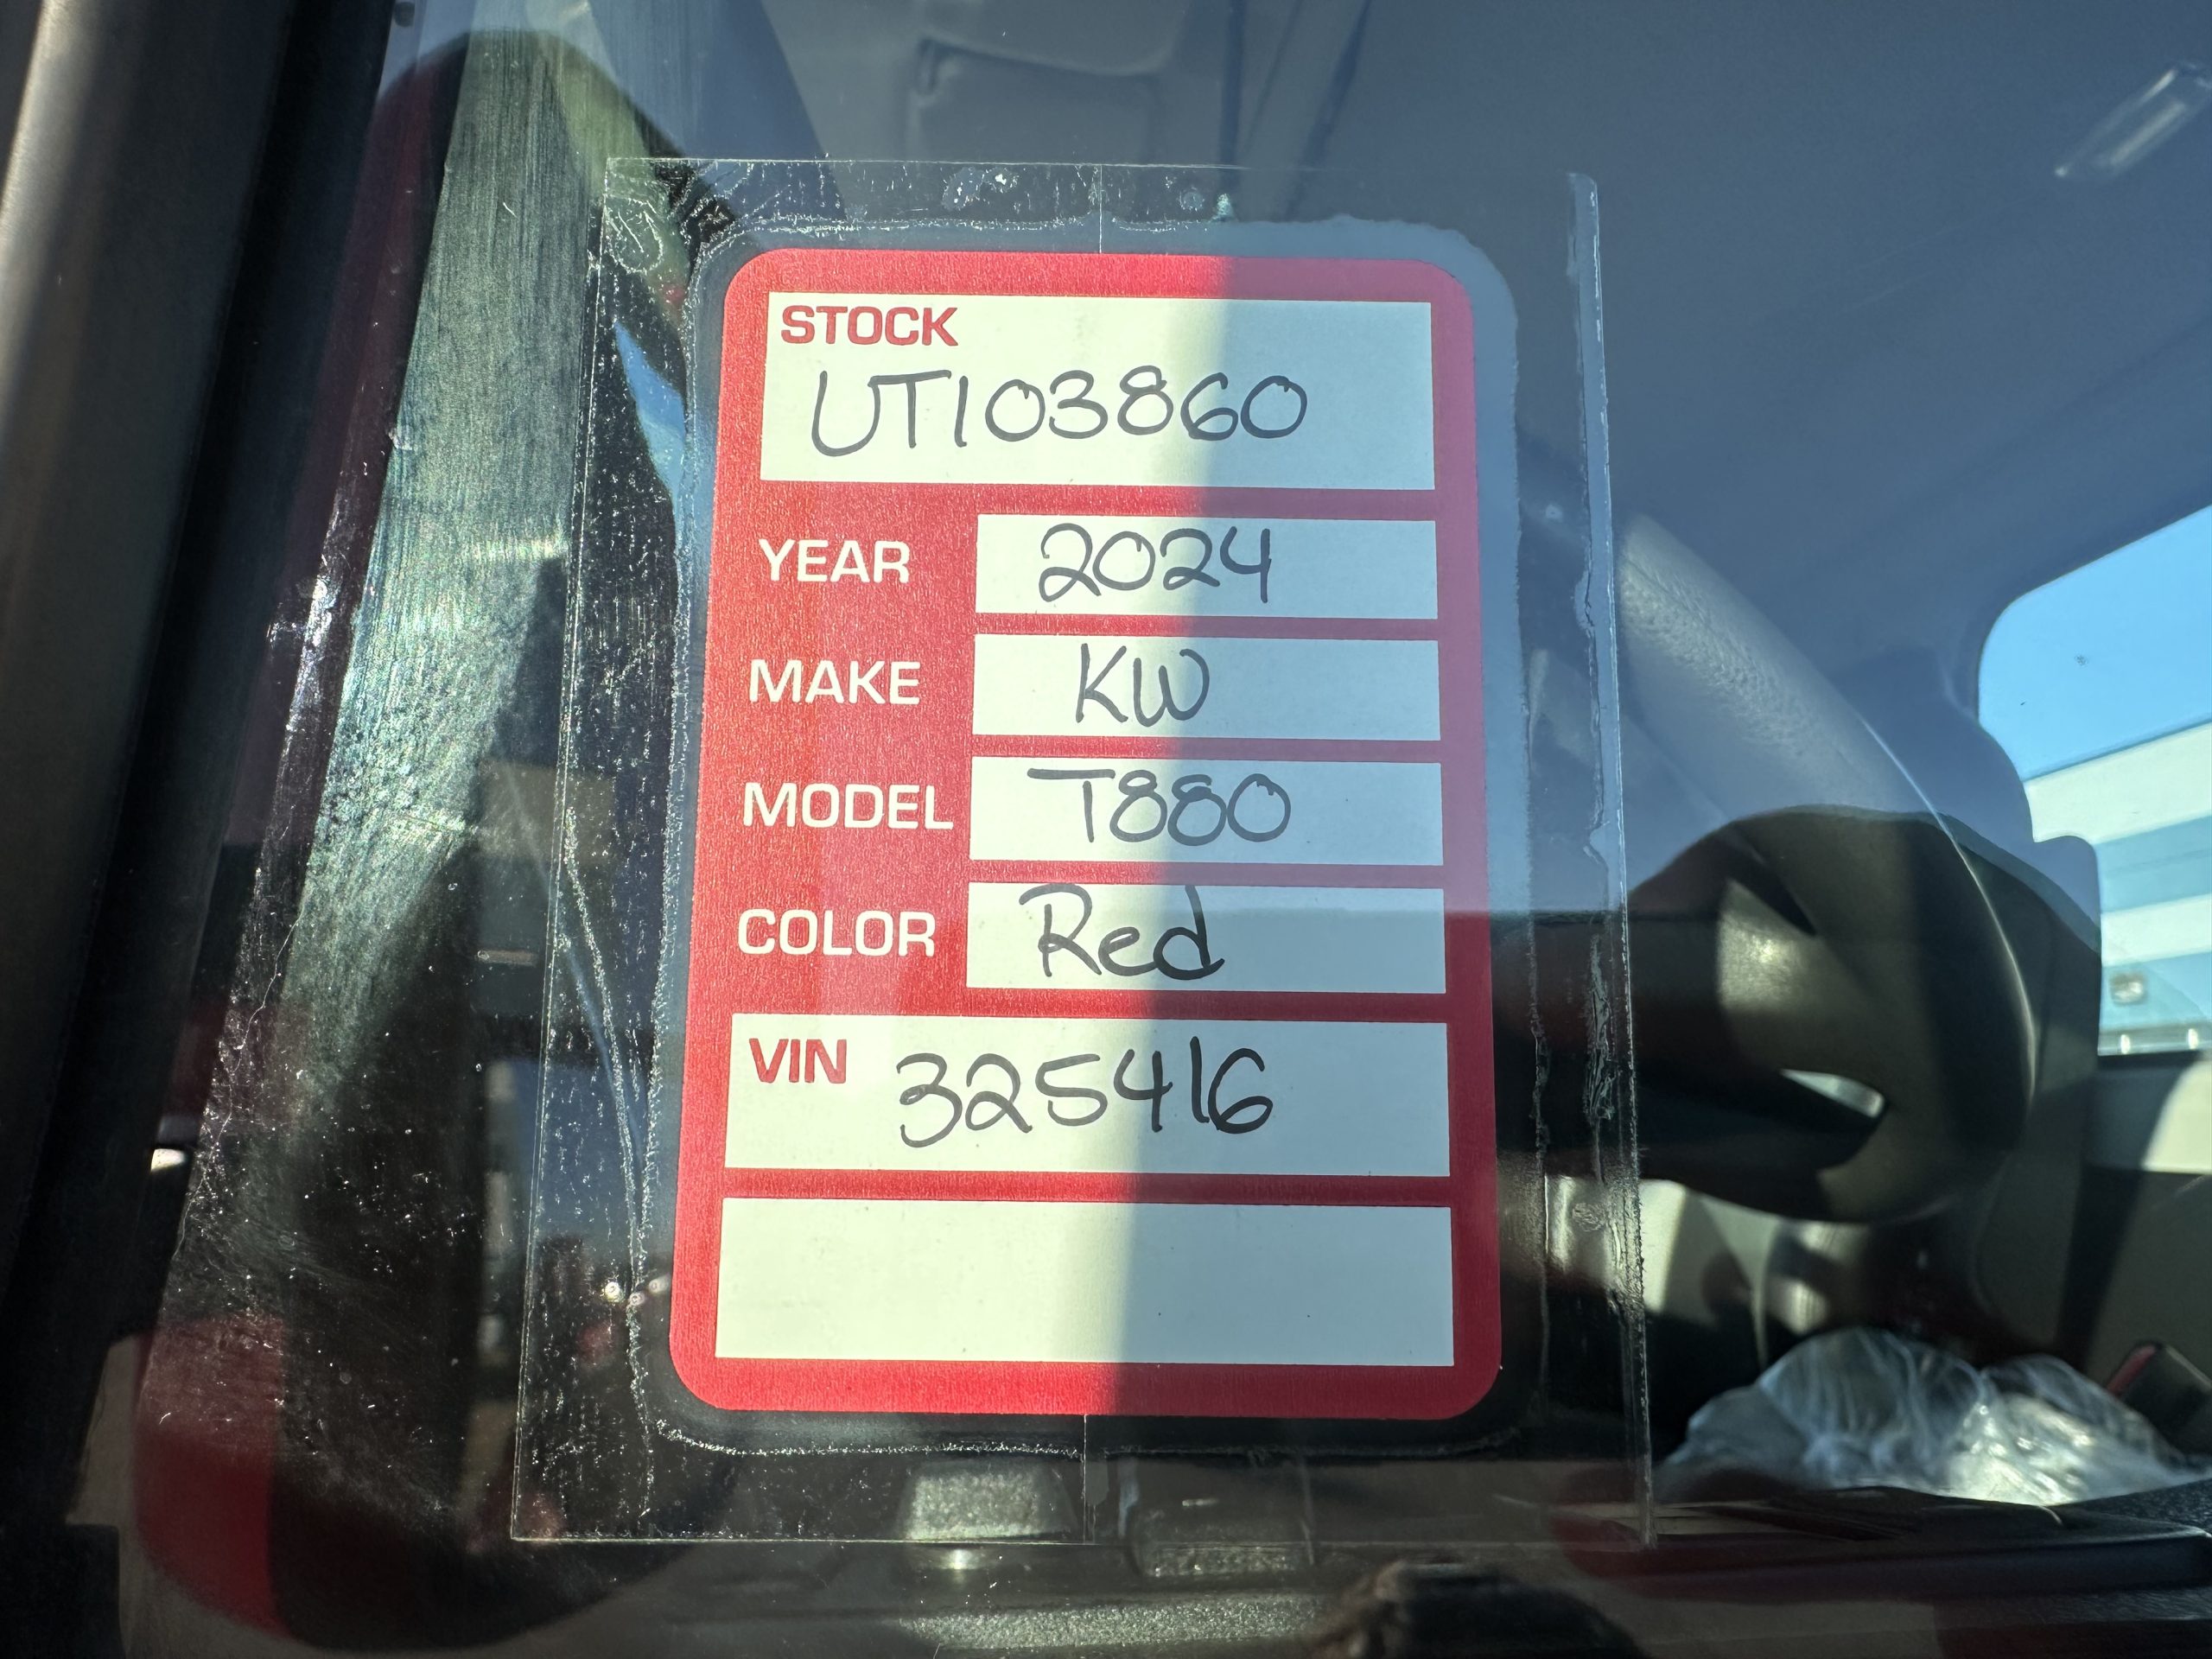 STOCK
UT103860
YEAR 2024
MAKE KW
MODEL T880
COLOR Red
VIN 325416